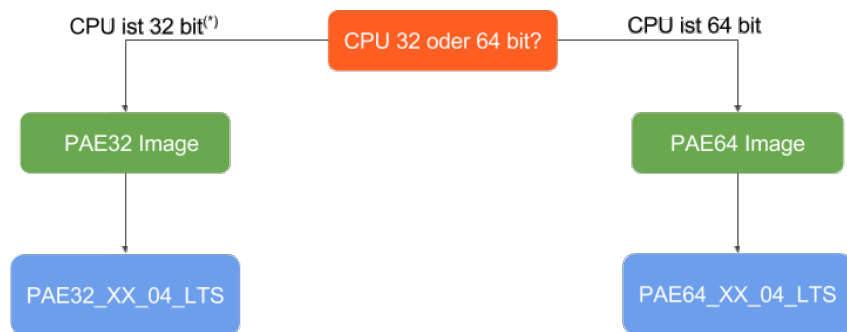 CPU ist 32 bit(*)
CPU 32 oder 64 bit?
CPU ist 64 bit
PAE32 Image
PAE64 Image
PAE32_XX_04_LTS
PAE64_XX_04_LTS